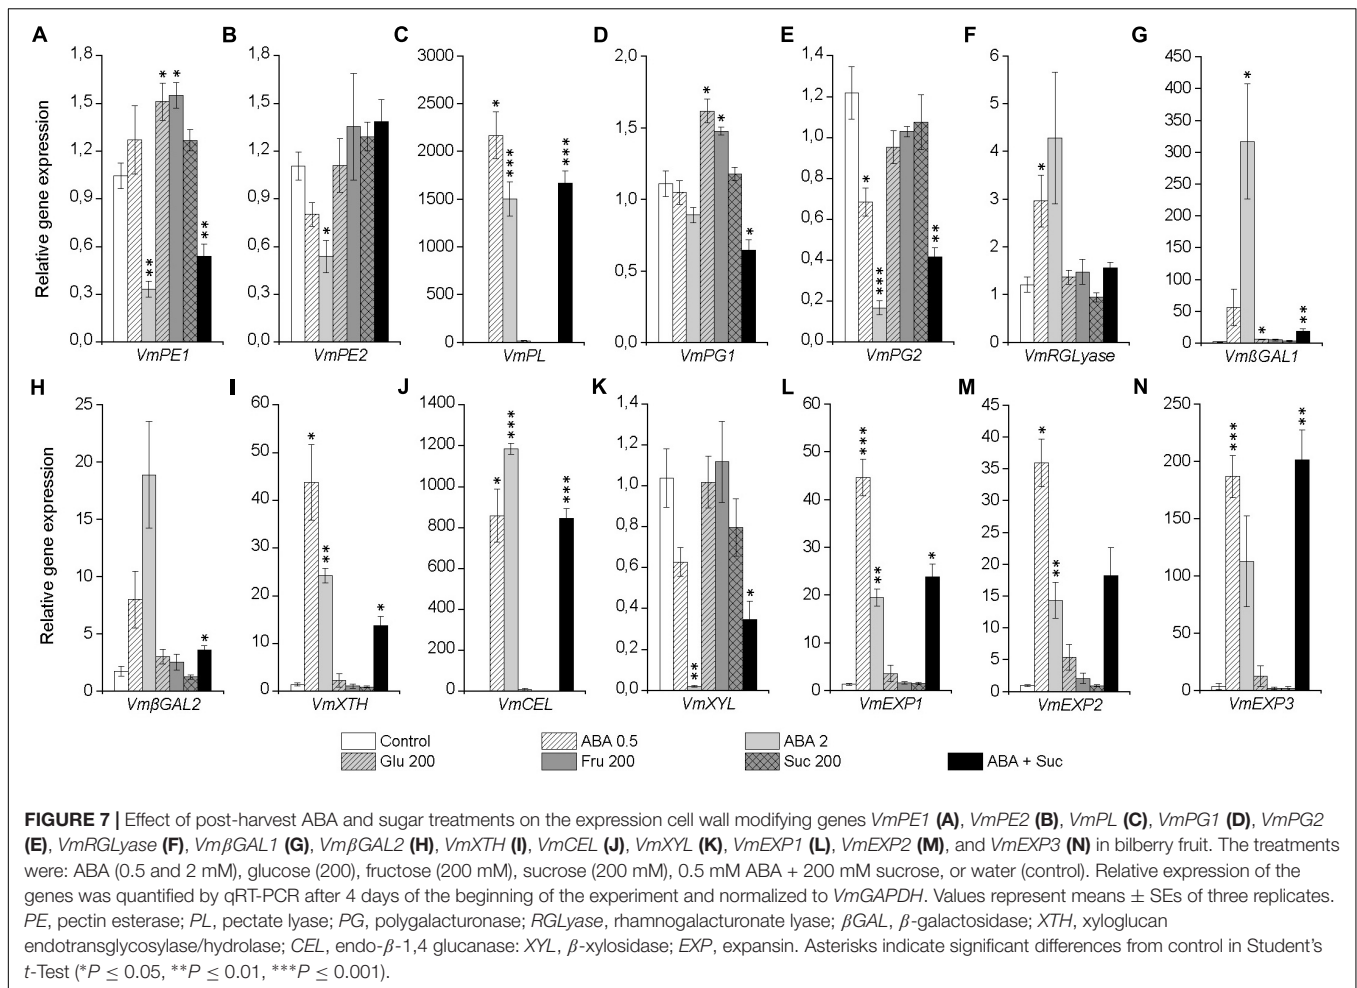 A B C D E F G
1,8 1,8 3000 2,0 1,4 6 450
1,5 1,5 2500 1,5 1,2 5 400
1,2 1,2 2000 1,0 1,0 4 350
0,9 0,9 1500 0,5 0,8 3 300
0,6 0,6 1000 0,0 0,6 2 250
0,3 0,3 500 0,4 1 200
0,0 0,0 0 0,2 0 150
0,0 100
50
0
Relative gene expression
* * ** ** * * *** *** * * * * *** ** * * * **
VmPE1 VmPE2 VmPL VmPG1 VmPG2 VmRGLyase VmßGAL1
H I J K L M N
25 60 1400 1,4 60 45 250
20 50 1200 1,2 50 40 200
15 40 1000 1,0 40 35 150
10 30 800 0,8 30 30 100
5 20 600 0,6 20 25 50
0 10 400 0,4 10 20 0
0 200 0,2 0 15
0 0,0 10
5
0
Relative gene expression
* * ** * * *** *** ** * *** ** * * ** *** **
VmβGAL2 VmXTH VmCEL VmXYL VmEXP1 VmEXP2 VmEXP3
Control ABA 0.5 ABA 2
Glu 200 Fru 200 Suc 200 ABA + Suc
FIGURE 7 | Effect of post-harvest ABA and sugar treatments on the expression cell wall modifying genes VmPE1 (A), VmPE2 (B), VmPL (C), VmPG1 (D), VmPG2
(E), VmRGLyase (F), VmβGAL1 (G), VmβGAL2 (H), VmXTH (I), VmCEL (J), VmXYL (K), VmEXP1 (L), VmEXP2 (M), and VmEXP3 (N) in bilberry fruit. The treatments
were: ABA (0.5 and 2 mM), glucose (200), fructose (200 mM), sucrose (200 mM), 0.5 mM ABA + 200 mM sucrose, or water (control). Relative expression of the
genes was quantified by qRT-PCR after 4 days of the beginning of the experiment and normalized to VmGAPDH. Values represent means ± SEs of three replicates.
PE, pectin esterase; PL, pectate lyase; PG, polygalacturonase; RGLyase, rhamnogalacturonate lyase; βGAL, β-galactosidase; XTH, xyloglucan
endotransglycosylase/hydrolase; CEL, endo-β-1,4 glucanase: XYL, β-xylosidase; EXP, expansin. Asterisks indicate significant differences from control in Student's
t-Test (*P ≤ 0.05, **P ≤ 0.01, ***P ≤ 0.001).